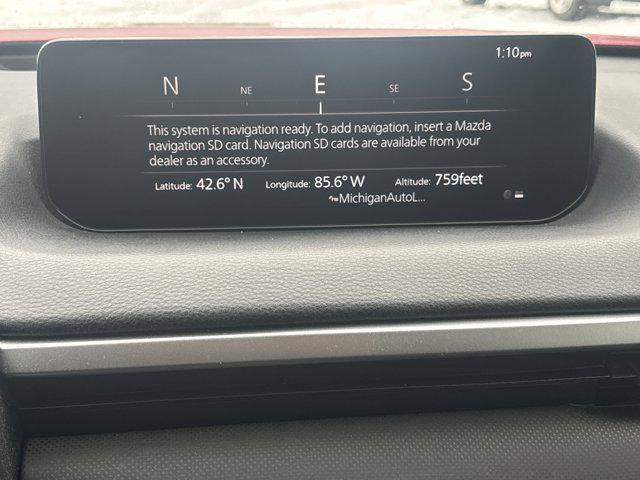 1:10pm
N NE E SE S
This system is navigation ready. To add navigation, insert a Mazda
navigation SD card. Navigation SD cards are available from your
dealer as an accessory.
Latitude: 42.6° N Longitude: 85.6° W Altitude: 759feet
MichiganAutoL...